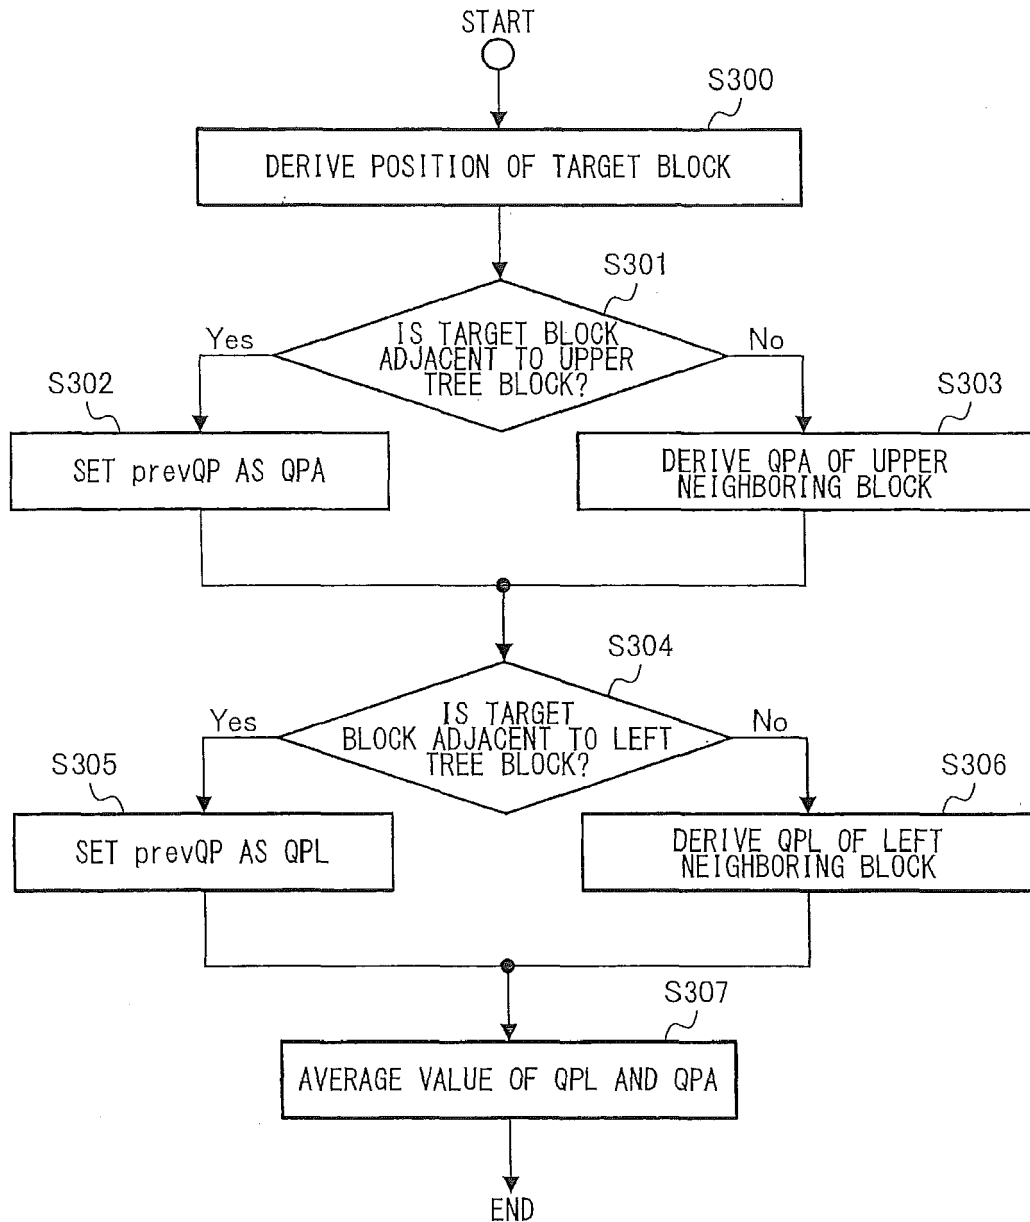 START
S300
DERIVE POSITION OF TARGET BLOCK
S301
IS TARGET BLOCK
ADJACENT TO UPPER
TREE BLOCK?
Yes
No
S302
S303
SET prevQP AS QPA
DERIVE QPA OF UPPER
NEIGHBORING BLOCK
S304
IS TARGET
BLOCK ADJACENT TO LEFT
TREE BLOCK?
Yes
No
S305
S306
SET prevQP AS QPL
DERIVE QPL OF LEFT
NEIGHBORING BLOCK
S307
AVERAGE VALUE OF QPL AND QPA
END